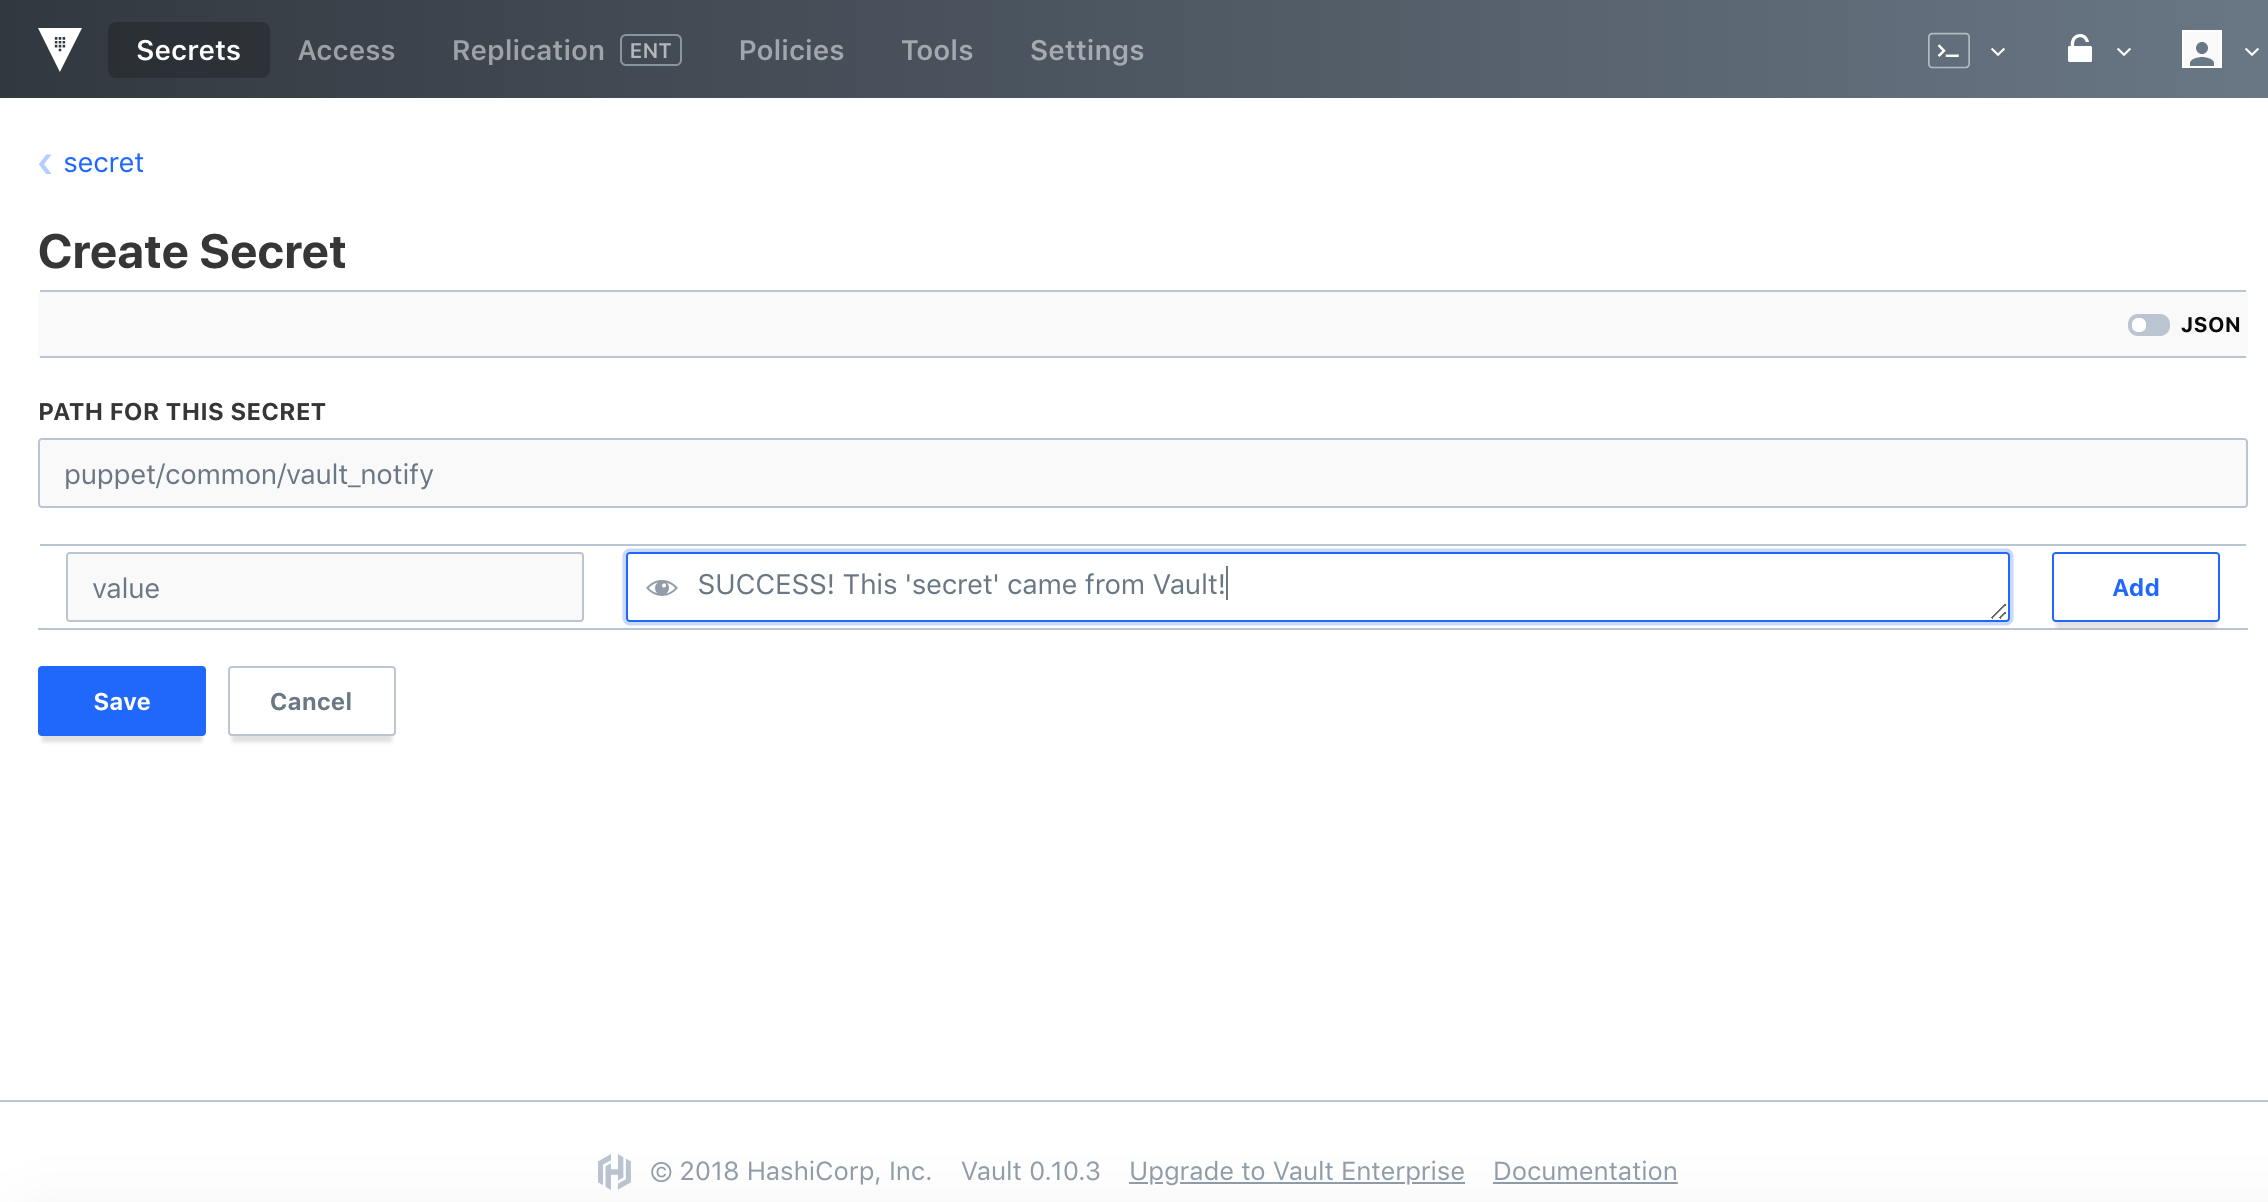 Secrets Access Replication ENT Policies Tools Settings
secret
Create Secret
JSON
PATH FOR THIS SECRET
puppet/common/vault_notify
value SUCCESS! This 'secret' came from Vault! Add
Save Cancel
© 2018 HashiCorp, Inc. Vault 0.10.3 Upgrade to Vault Enterprise Documentation